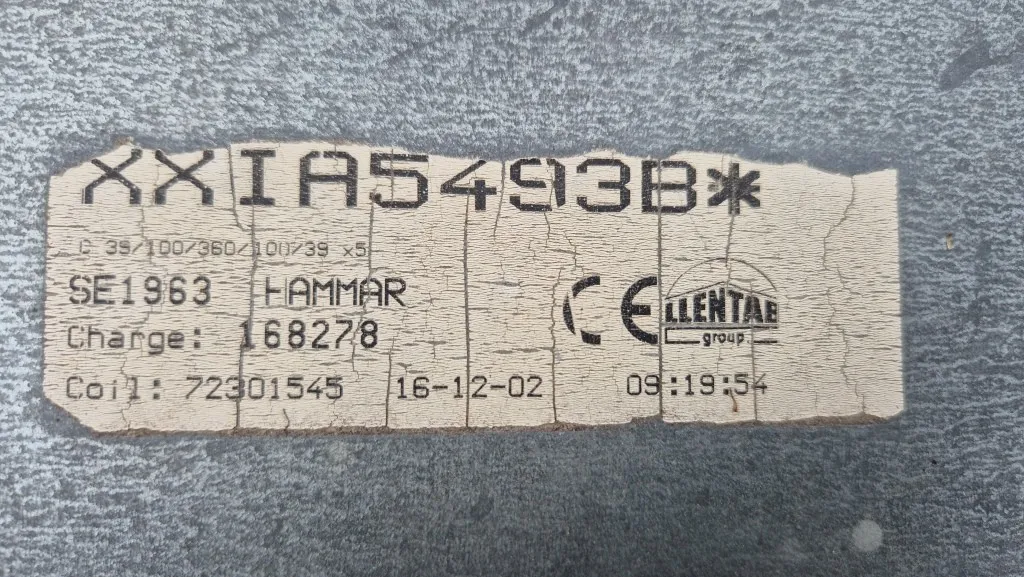 XXIA5493B*
C 39/100/360/100/39 x5
SE1963 HAMMAR
CE
LLENTAB
group
Charge: 168278
Coil: 72301545 16-12-02 09:19:54